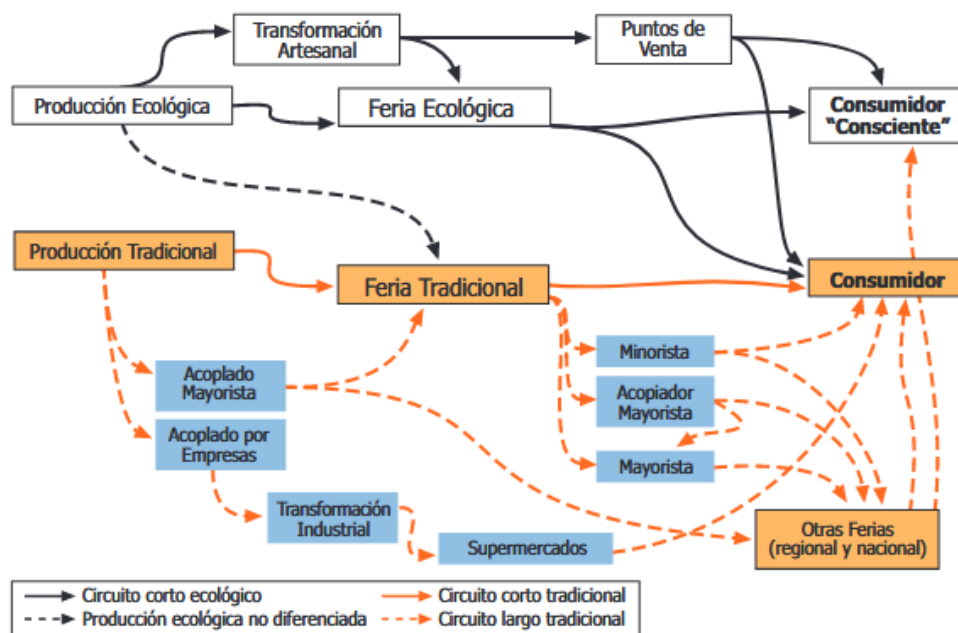 Transformación
Artesanal
Puntos de
Venta
Producción Ecológica
Feria Ecológica
Consumidor
“Consciente”
Producción Tradicional
Feria Tradicional
Consumidor
Minorista
Acoplado
Mayorista
Acopiador
Mayorista
Acoplado por
Empresas
Mayorista
Transformación
Industrial
Supermercados
Otras Ferias
(regional y nacional)
Circuito corto ecológico
Circuito corto tradicional
Producción ecológica no diferenciada
Circuito largo tradicional